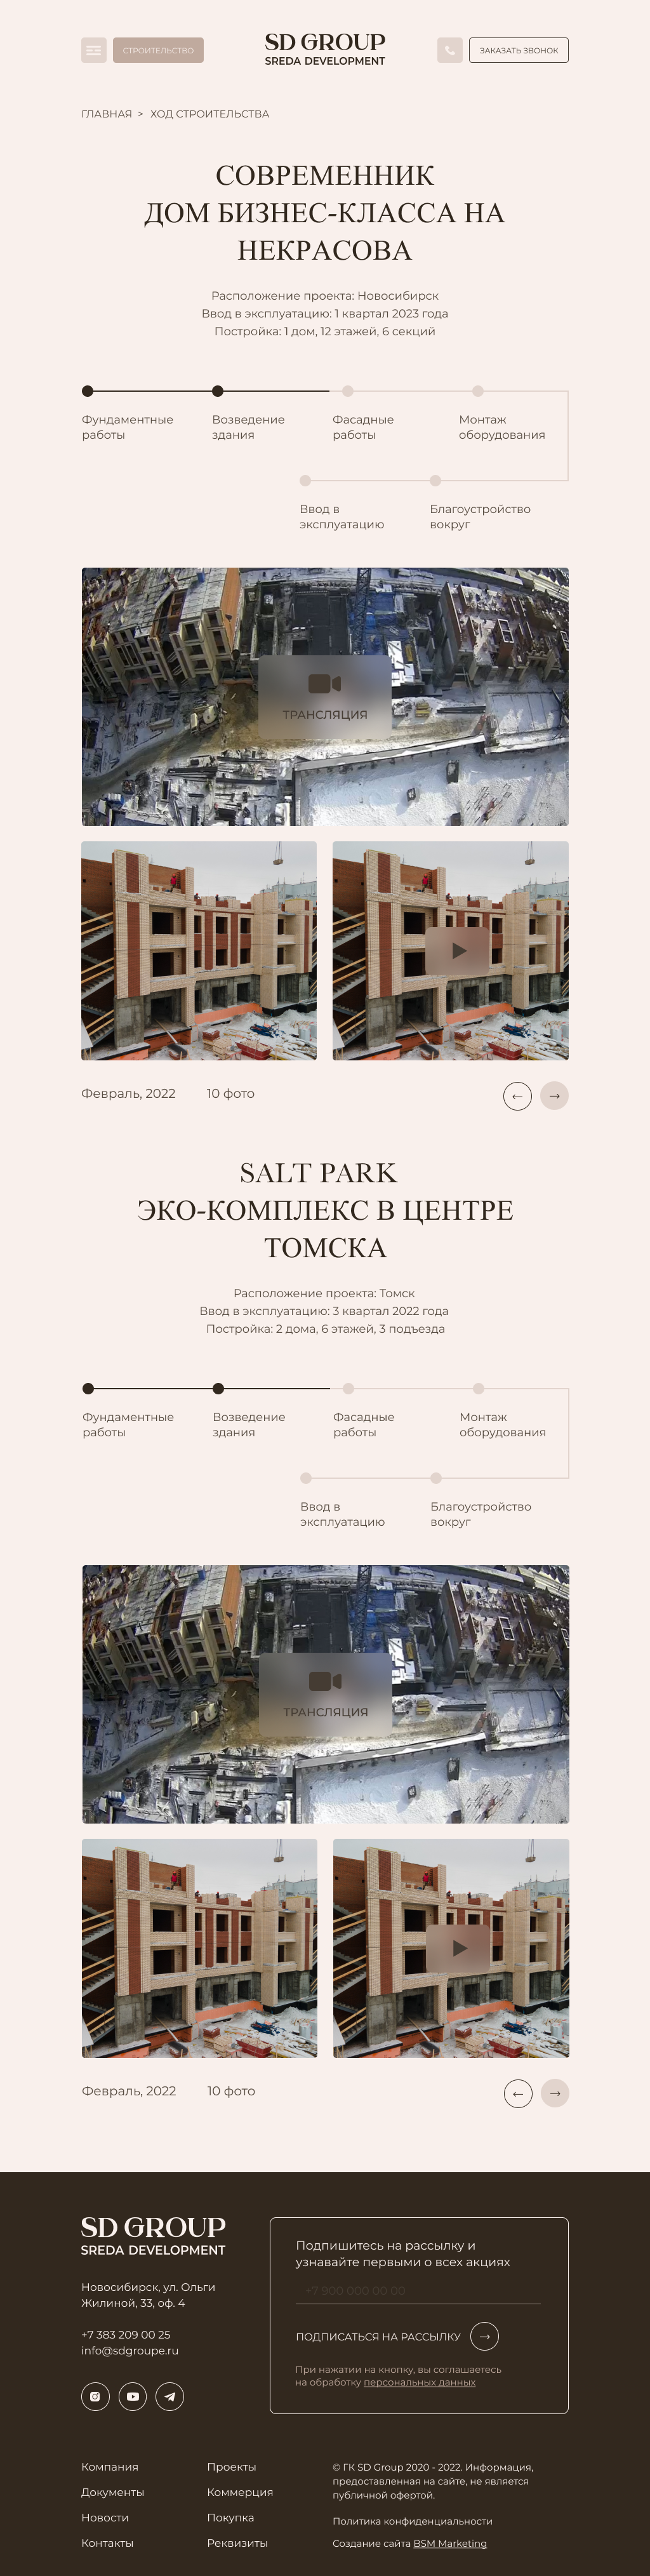 СТРОИТЕЛЬСТВО
SD GROUP
SREDA DEVELOPMENT
ЗАКАЗАТЬ ЗВОНОК
ГЛАВНАЯ > ХОД СТРОИТЕЛЬСТВА
СОВРЕМЕННИК
ДОМ БИЗНЕС-КЛАССА НА
НЕКРАСОВА
Расположение проекта: Новосибирск
Ввод в эксплуатацию: 1 квартал 2023 года
Постройка: 1 дом, 12 этажей, 6 секций
Фундаментные
работы
Возведение
здания
Фасадные
работы
Монтаж
оборудования
Ввод в
эксплуатацию
Благоустройство
вокруг
ТРАНСЛЯЦИЯ
Февраль, 2022
10 фото
SALT PARK
ЭКО-КОМПЛЕКС В ЦЕНТРЕ
ТОМСКА
Расположение проекта: Томск
Ввод в эксплуатацию: 3 квартал 2022 года
Постройка: 2 дома, 6 этажей, 3 подъезда
Фундаментные
работы
Возведение
здания
Фасадные
работы
Монтаж
оборудования
Ввод в
эксплуатацию
Благоустройство
вокруг
ТРАНСЛЯЦИЯ
Февраль, 2022
10 фото
SD GROUP
SREDA DEVELOPMENT
Новосибирск, ул. Ольги
Жилиной, 33, оф. 4
+7 383 209 00 25
info@sdgroupe.ru
Подпишитесь на рассылку и
узнавайте первыми о всех акциях
+7 900 000 00 00
ПОДПИСАТЬСЯ НА РАССЫЛКУ
При нажатии на кнопку, вы соглашаетесь
на обработку персональных данных
Компания
Документы
Новости
Контакты
Проекты
Коммерция
Покупка
Реквизиты
© ГК SD Group 2020 - 2022. Информация,
предоставленная на сайте, не является
публичной офертой.
Политика конфиденциальности
Создание сайта BSM Marketing